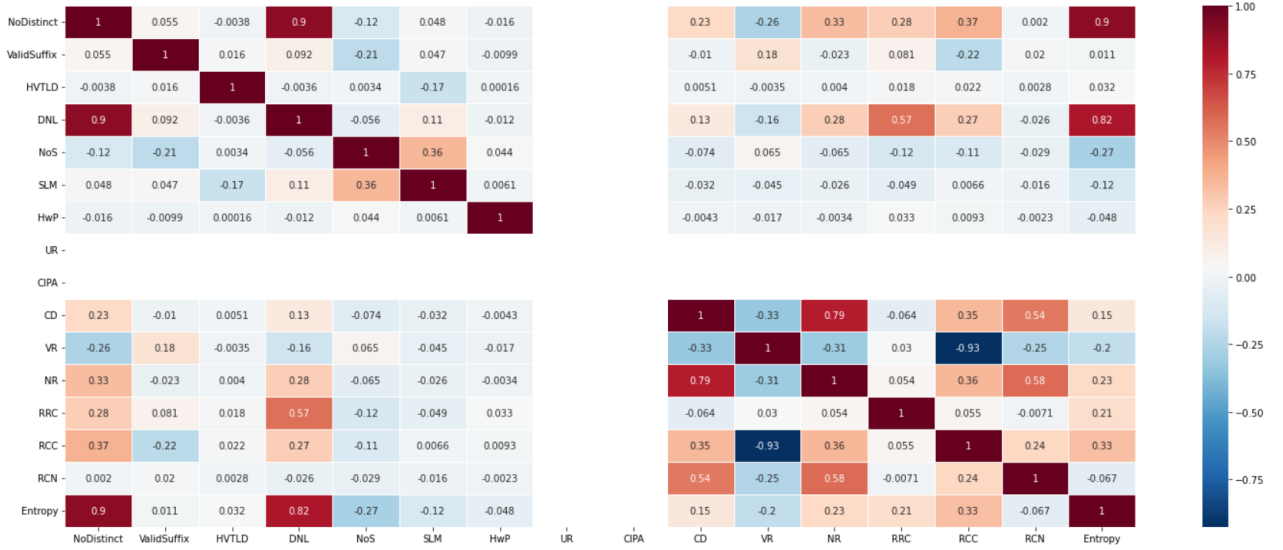 NoDistinct 1 0.055 -0.0038 0.9 -0.12 0.048 -0.016 0.23 -0.26 0.33 0.28 0.37 0.002 0.9
ValidSuffix 0.055 1 0.016 0.092 -0.21 0.047 -0.0099 -0.01 0.18 -0.023 0.081 -0.22 0.02 0.011
HVTLD -0.0038 0.016 1 -0.0036 0.0034 -0.17 0.00016 0.0051 -0.0035 0.004 0.018 0.022 0.0028 0.032
DNL 0.9 0.092 -0.0036 1 -0.056 0.11 -0.012 0.13 -0.16 0.28 0.57 0.27 -0.026 0.82
NoS -0.12 -0.21 0.0034 -0.056 1 0.36 0.044 -0.074 0.065 -0.065 -0.12 -0.11 -0.029 -0.27
SLM 0.048 0.047 -0.17 0.11 0.36 1 0.0061 -0.032 -0.045 -0.026 -0.049 0.0066 -0.016 -0.12
HwP -0.016 -0.0099 0.00016 -0.012 0.044 0.0061 1 -0.0043 -0.017 -0.0034 0.033 0.0093 -0.0023 -0.048
UR
CIPA
CD 0.23 -0.01 0.0051 0.13 -0.074 -0.032 -0.0043 1 -0.33 0.79 -0.064 0.35 0.54 0.15
VR -0.26 0.18 -0.0035 -0.16 0.065 -0.045 -0.017 -0.33 1 -0.31 0.03 -0.93 -0.25 -0.2
NR 0.33 -0.023 0.004 0.28 -0.065 -0.026 -0.0034 0.79 -0.31 1 0.054 0.36 0.58 0.23
RRC 0.28 0.081 0.018 0.57 -0.12 -0.049 0.033 -0.064 0.03 0.054 1 0.055 -0.0071 0.21
RCC 0.37 -0.22 0.022 0.27 -0.11 0.0066 0.0093 0.35 -0.93 0.36 0.055 1 0.24 0.33
RCN 0.002 0.02 0.0028 -0.026 -0.029 -0.016 -0.0023 0.54 -0.25 0.58 -0.0071 0.24 1 -0.067
Entropy 0.9 0.011 0.032 0.82 -0.27 -0.12 -0.048 0.15 -0.2 0.23 0.21 0.33 -0.067 1
NoDistinct ValidSuffix HVTLD DNL NoS SLM HwP UR CIPA CD VR NR RRC RCC RCN Entropy
1.00
0.75
0.50
0.25
0.00
-0.25
-0.50
-0.75